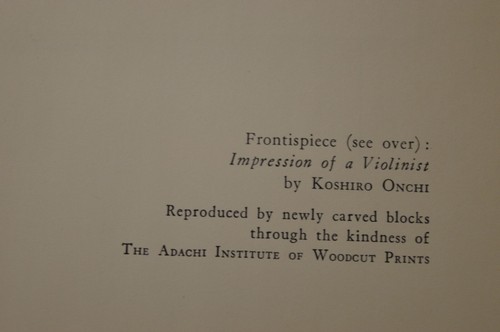 Frontispiece (see over):
Impression of a Violinist
by KOSHIRO ONCHI
Reproduced by newly carved blocks
through the kindness of
THE ADACHI INSTITUTE OF WOODCUT PRINTS